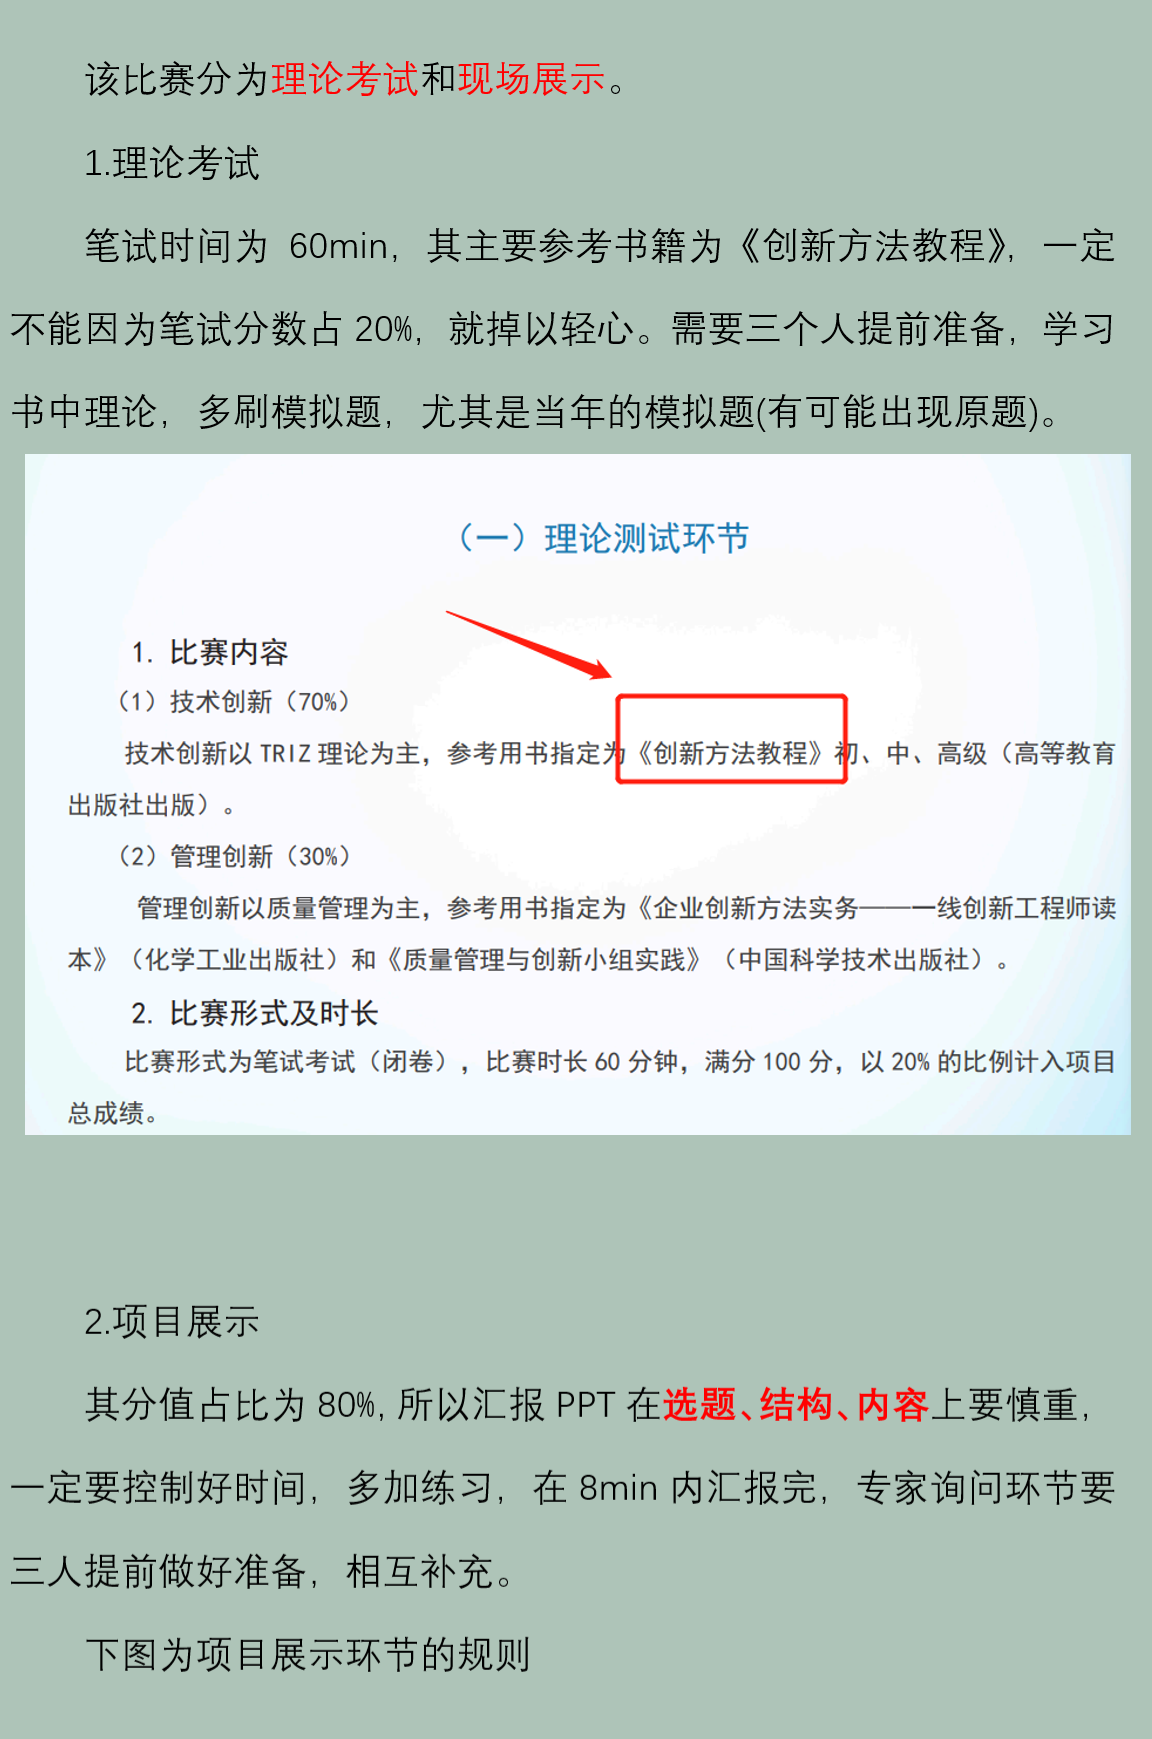 该比赛分为理论考试和现场展示。
1.理论考试
笔试时间为 60min，其主要参考书籍为《创新方法教程》，一定
不能因为笔试分数占 20%，就掉以轻心。需要三个人提前准备，学习
书中理论，多刷模拟题，尤其是当年的模拟题(有可能出现原题)。
（一）理论测试环节
1. 比赛内容
（1）技术创新（70%）
技术创新以 TRIZ 理论为主，参考用书指定为《创新方法教程》初、中、高级（高等教育
出版社出版）。
（2）管理创新（30%）
管理创新以质量管理为主，参考用书指定为《企业创新方法实务———一线创新工程师读
本》（化学工业出版社）和《质量管理与创新小组实践》（中国科学技术出版社）。
2. 比赛形式及时长
比赛形式为笔试考试（闭卷），比赛时长 60 分钟，满分 100 分，以 20% 的比例计入项目
总成绩。
2.项目展示
其分值占比为 80%, 所以汇报 PPT 在选题、结构、内容上要慎重，
一定要控制好时间，多加练习，在 8min 内汇报完，专家询问环节要
三人提前做好准备，相互补充。
下图为项目展示环节的规则